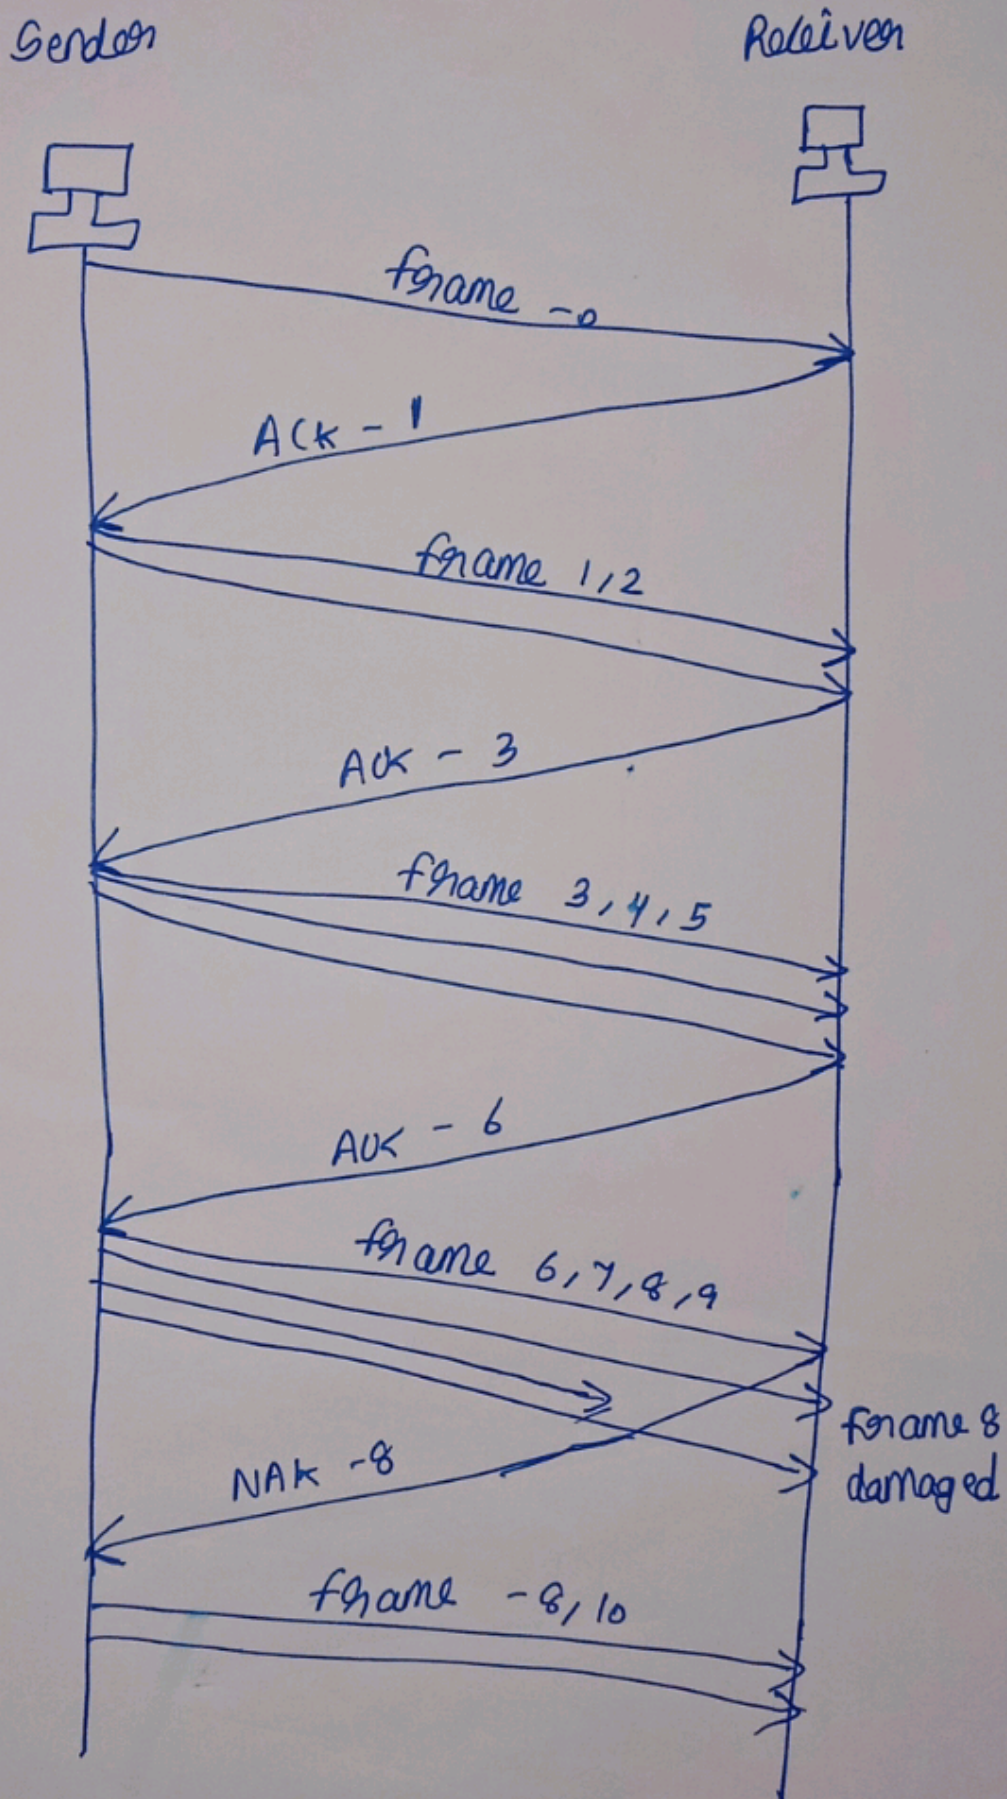 Sender
Receiver
frame - 0
ACK - 1
frame 1,2
ACK - 3
frame 3,4,5
ACK - 6
frame 6,7,8,9
frame 8
damaged
NAK - 8
frame - 8,10